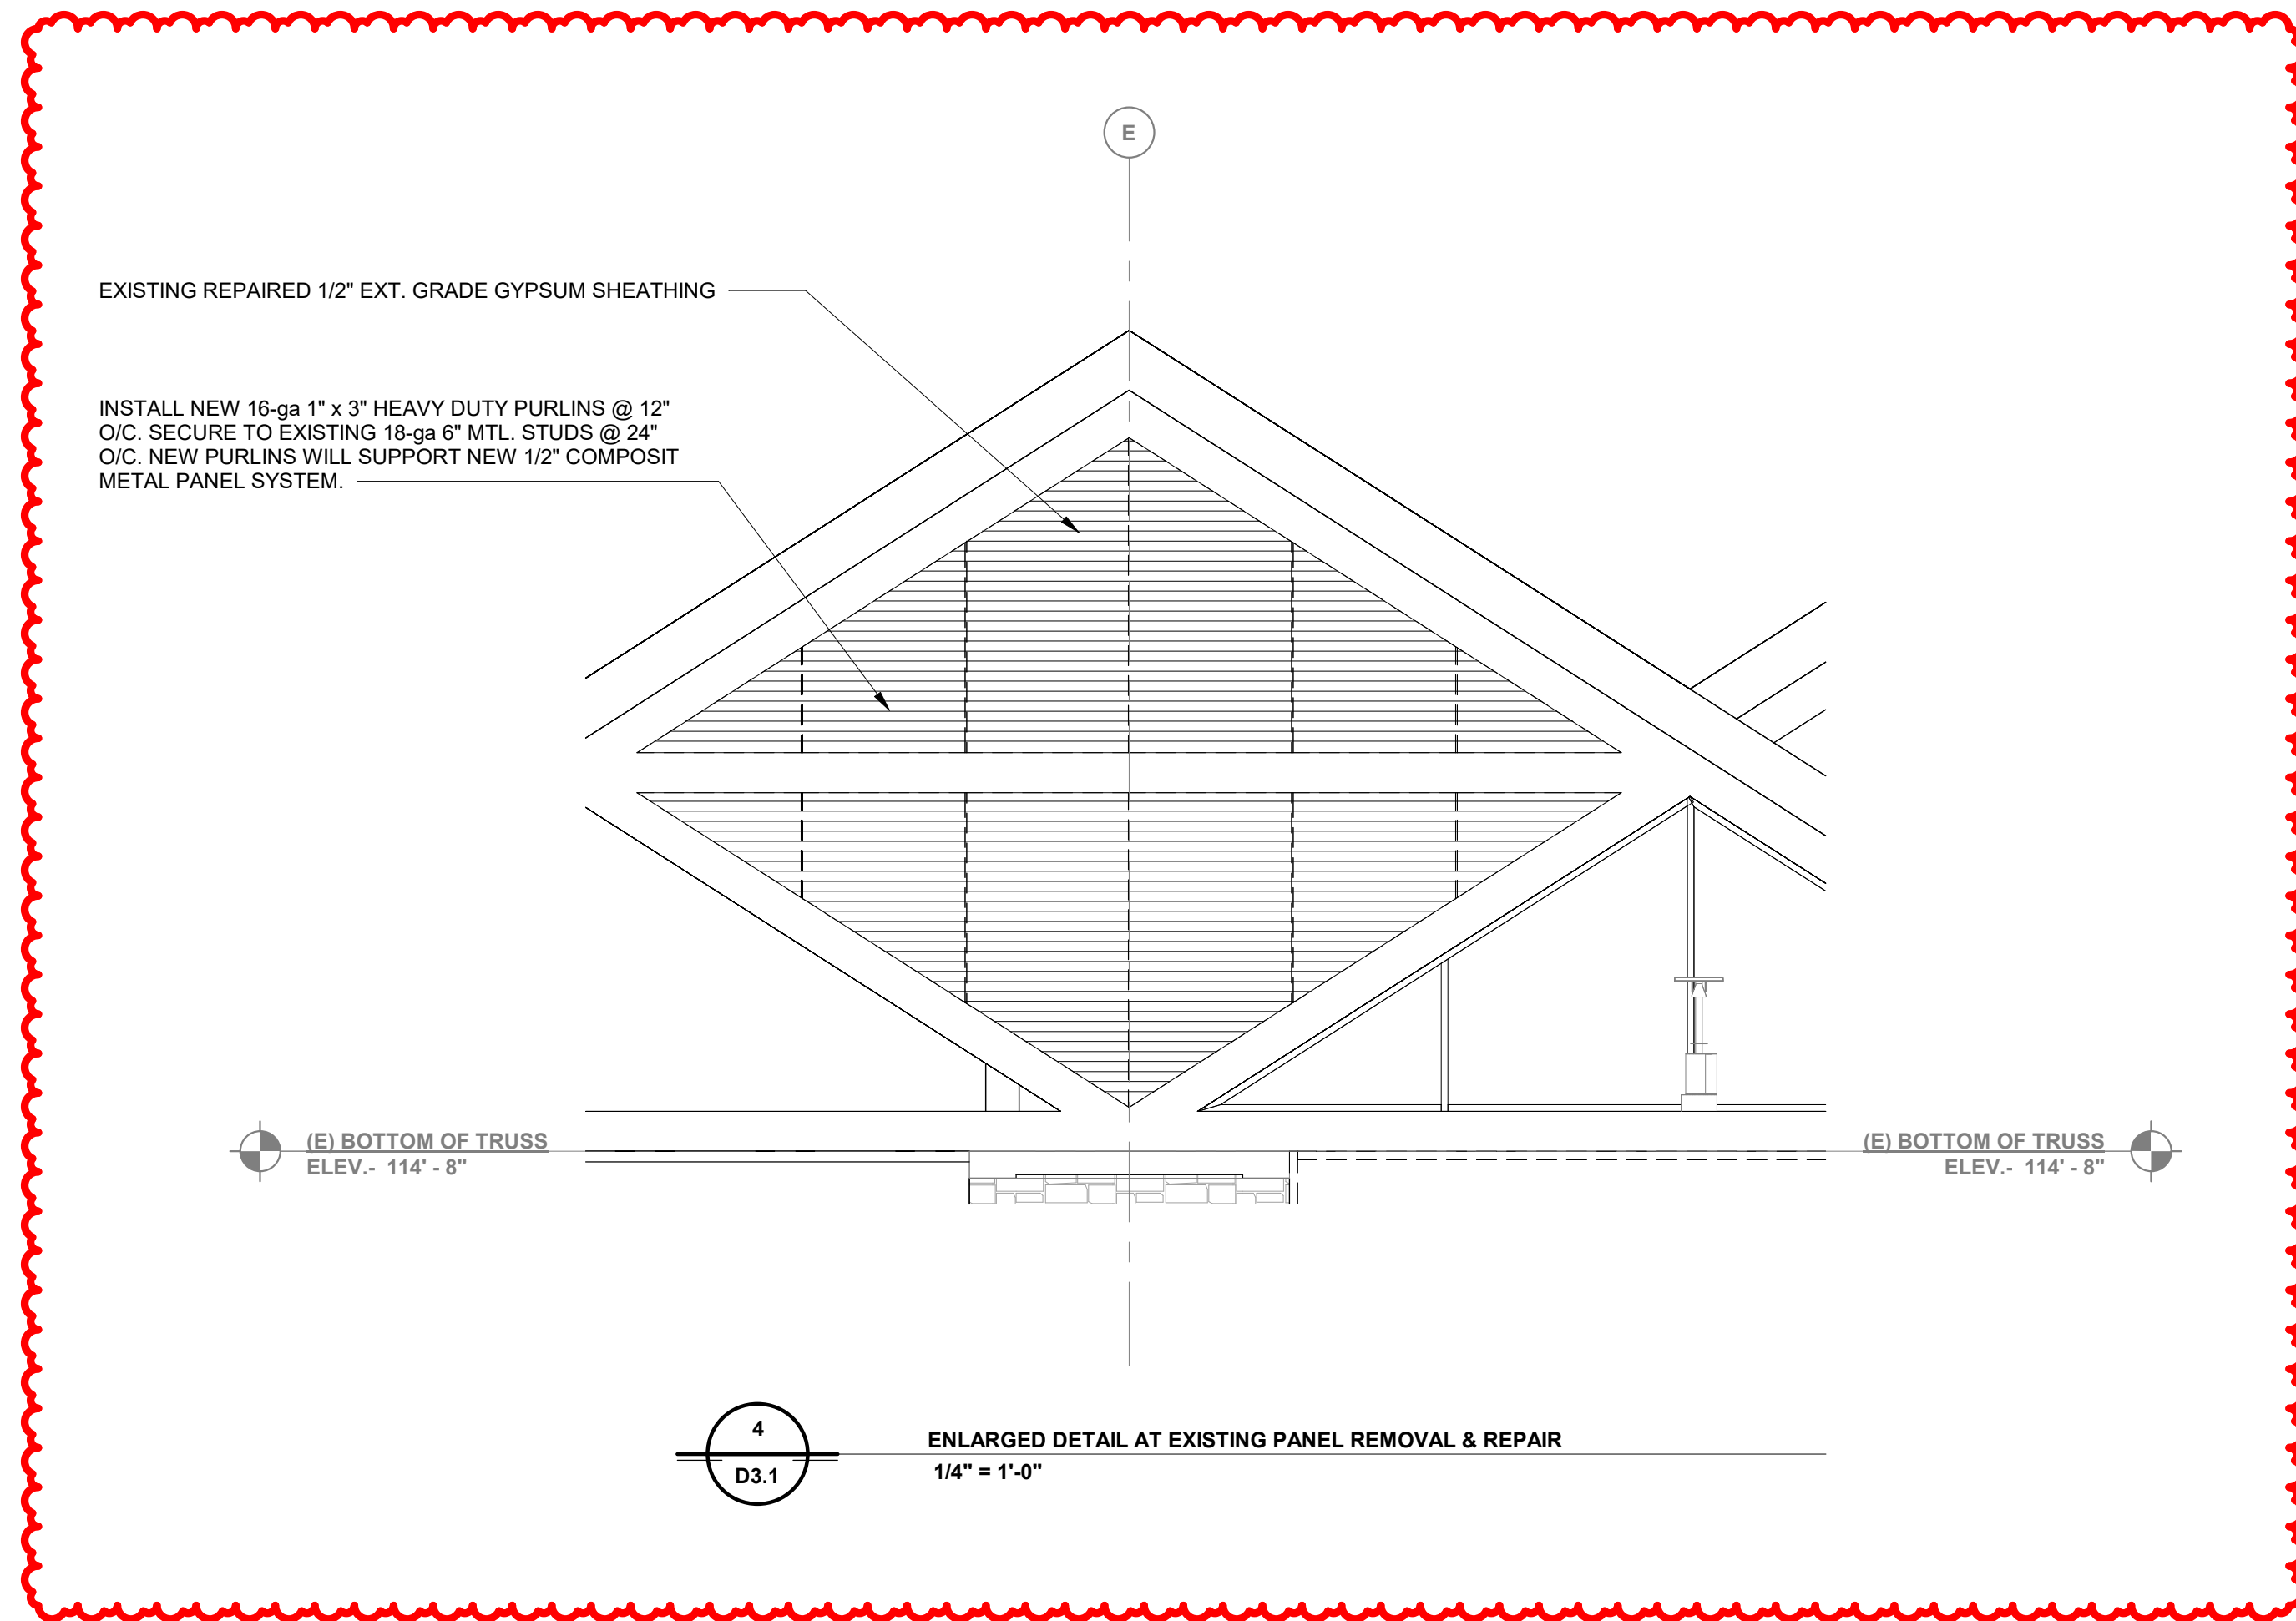 E
EXISTING REPAIRED 1/2" EXT. GRADE GYPSUM SHEATHING
INSTALL NEW 16-ga 1" x 3" HEAVY DUTY PURLINS @ 12"
O/C. SECURE TO EXISTING 18-ga 6" MTL. STUDS @ 24"
O/C. NEW PURLINS WILL SUPPORT NEW 1/2" COMPOSIT
METAL PANEL SYSTEM.
(E) BOTTOM OF TRUSS
ELEV.- 114' - 8"
(E) BOTTOM OF TRUSS
ELEV.- 114' - 8"
4
D3.1
ENLARGED DETAIL AT EXISTING PANEL REMOVAL & REPAIR
1/4" = 1'-0"